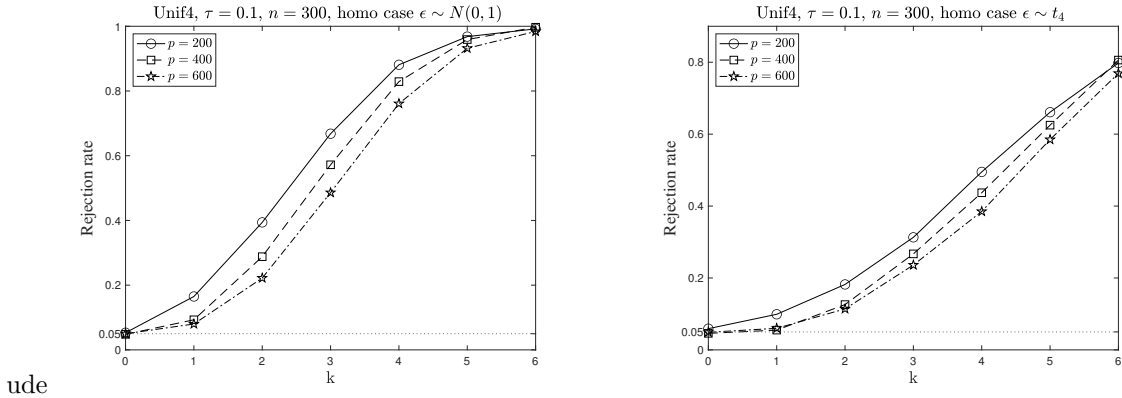 Unif4, τ = 0.1, n = 300, homo case ϵ ∼ N(0, 1)
p = 200
p = 400
p = 600
Rejection rate
1
0.8
0.6
0.4
0.2
0.05
0
0 1 2 3 4 5 6
k
Unif4, τ = 0.1, n = 300, homo case ϵ ∼ t₄
p = 200
p = 400
p = 600
Rejection rate
0.8
0.6
0.4
0.2
0.05
0
0 1 2 3 4 5 6
k
ude